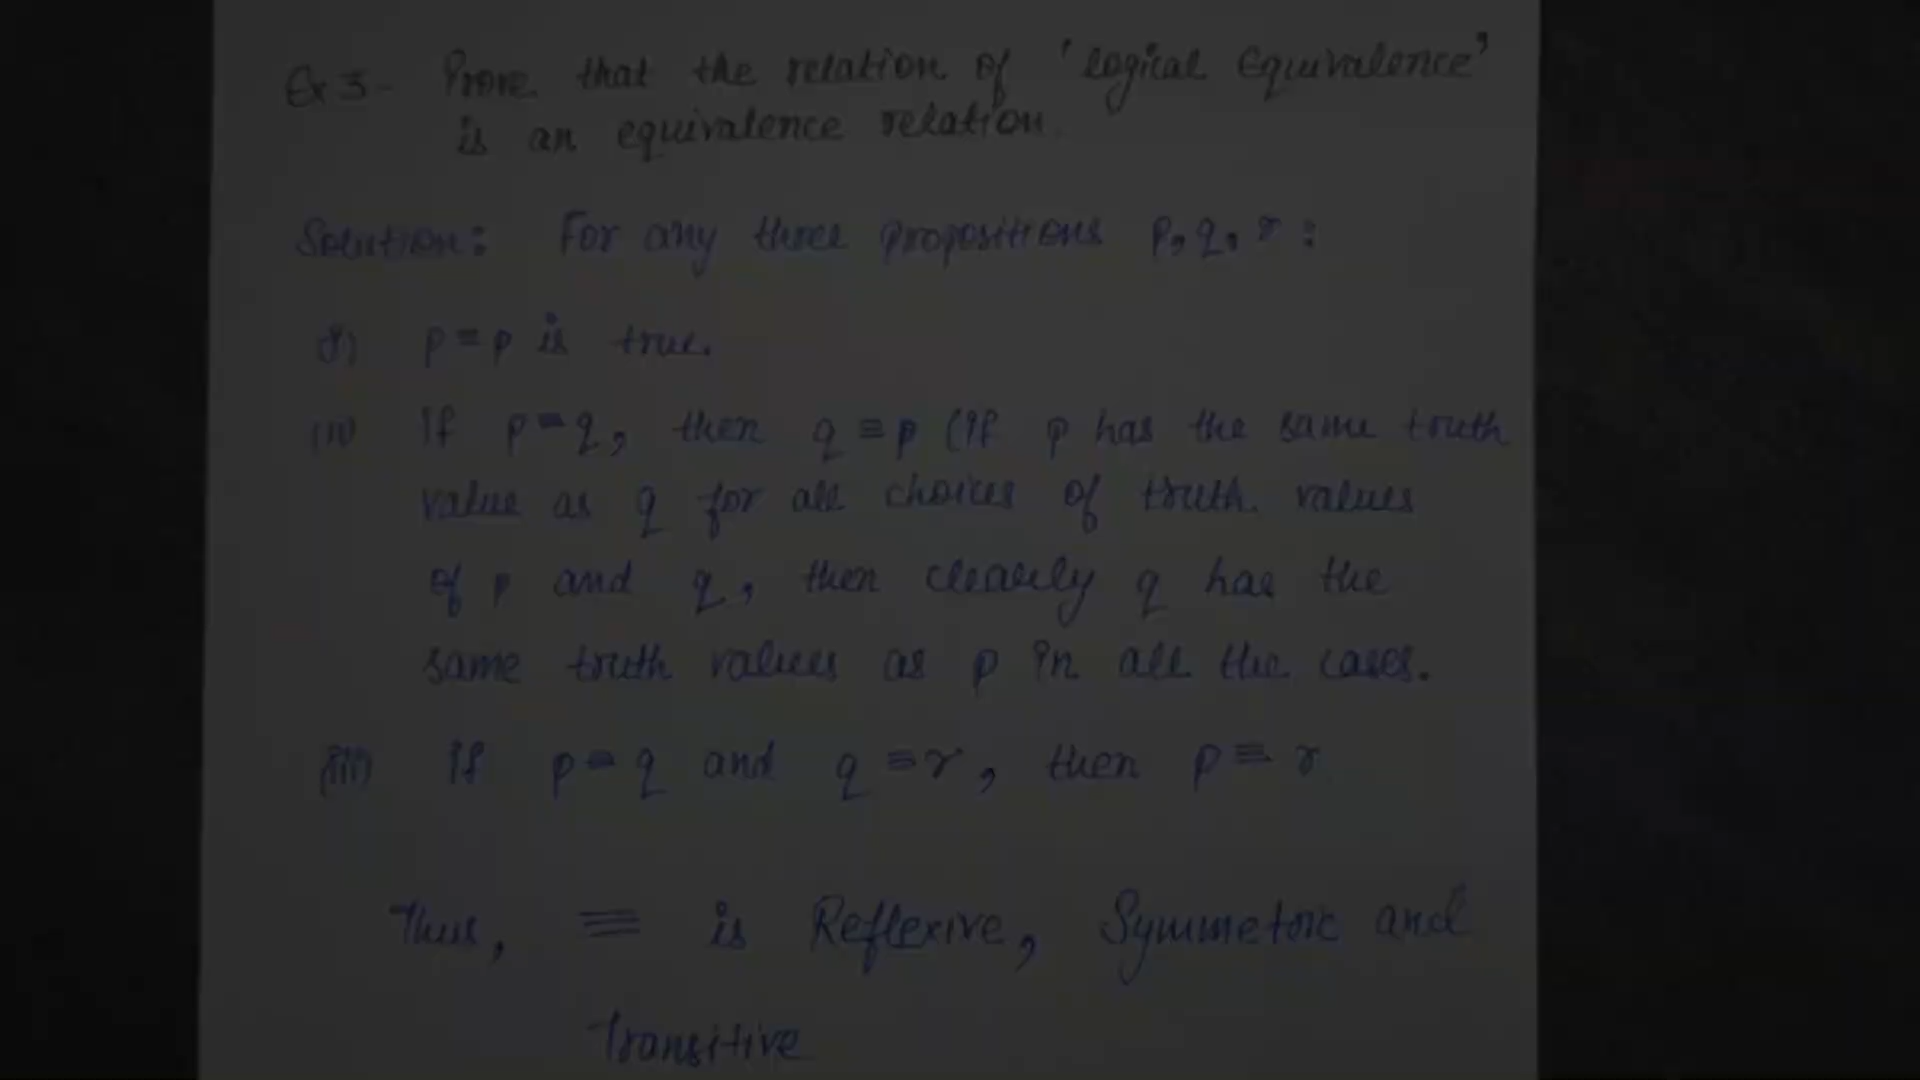 Ex 3- Prove that the relation of 'logical Equivalence'
is an equivalence relation.
Solution: For any three propositions p, q, r :
i) p≡p is true.
(ii) if p≡q, then q≡p (if p has the same truth
value as q for all choices of truth values
of p and q, then clearly q has the
same truth values as p in all the cases.
(iii) if p≡q and q≡r, then p≡r
Thus, ≡ is Reflexive, Symmetric and
Transitive